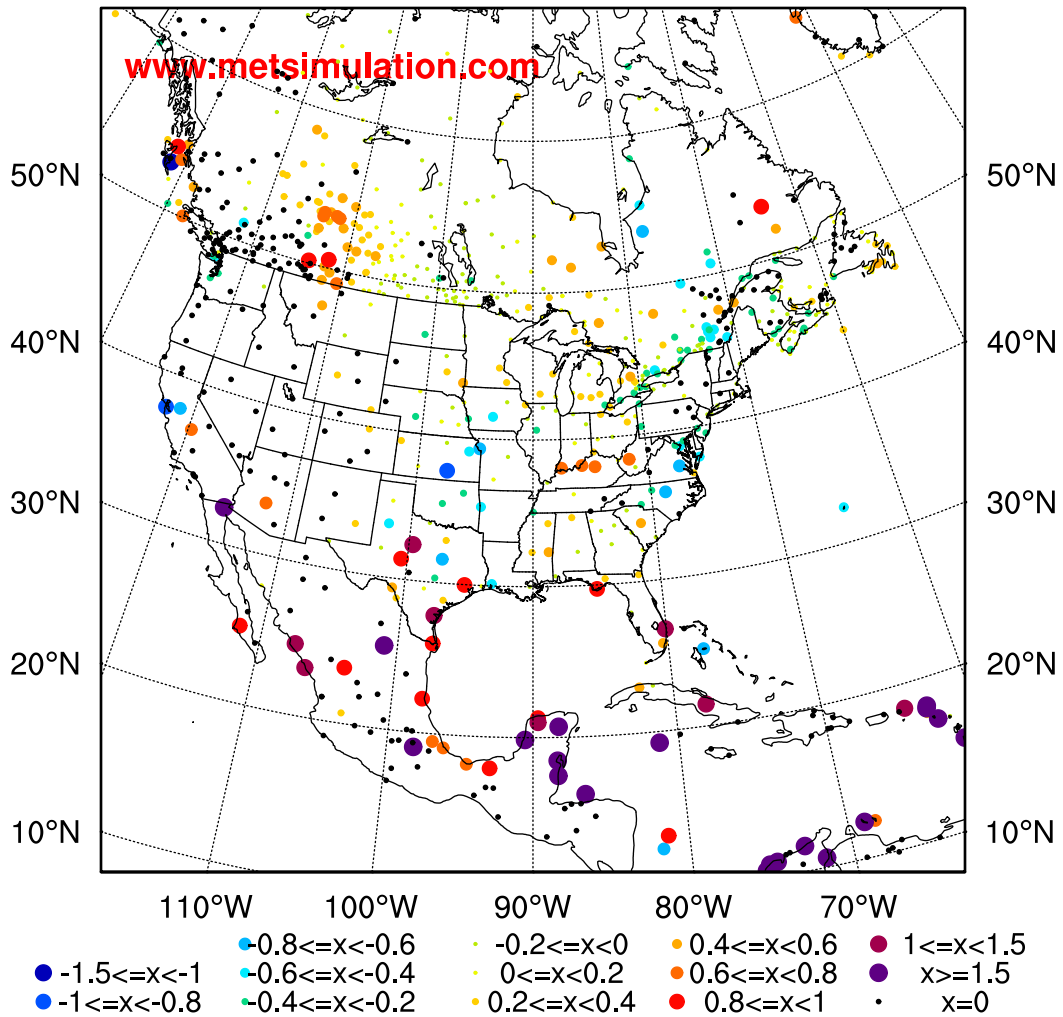 www.metsimulation.com
50°N 50°N
40°N 40°N
30°N 30°N
20°N 20°N
10°N 10°N
110°W 100°W 90°W 80°W 70°W
-0.8<=x<-0.6 -0.2<=x<0 0.4<=x<0.6 1<=x<1.5
-1.5<=x<-1 -0.6<=x<-0.4 0<=x<0.2 0.6<=x<0.8 x>=1.5
-1<=x<-0.8 -0.4<=x<-0.2 0.2<=x<0.4 0.8<=x<1 x=0